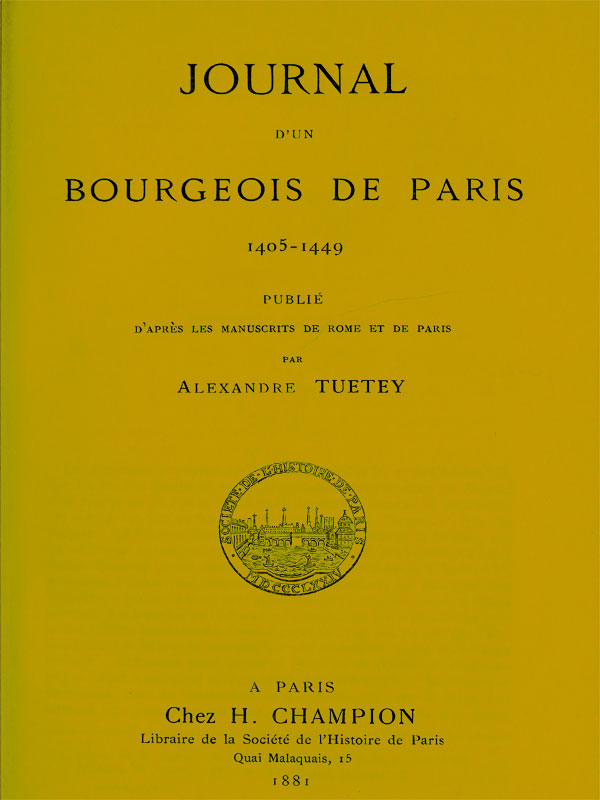 JOURNAL
D'UN
BOURGEOIS DE PARIS
1405-1449
PUBLIÉ
D'APRÈS LES MANUSCRITS DE ROME ET DE PARIS
PAR
ALEXANDRE TUETEY
SOCIETE·DE·L'HISTOIRE·DE·PARIS
MDCCCLXXIV
A PARIS
Chez H. CHAMPION
Libraire de la Société de l'Histoire de Paris
Quai Malaquais, 15
1881